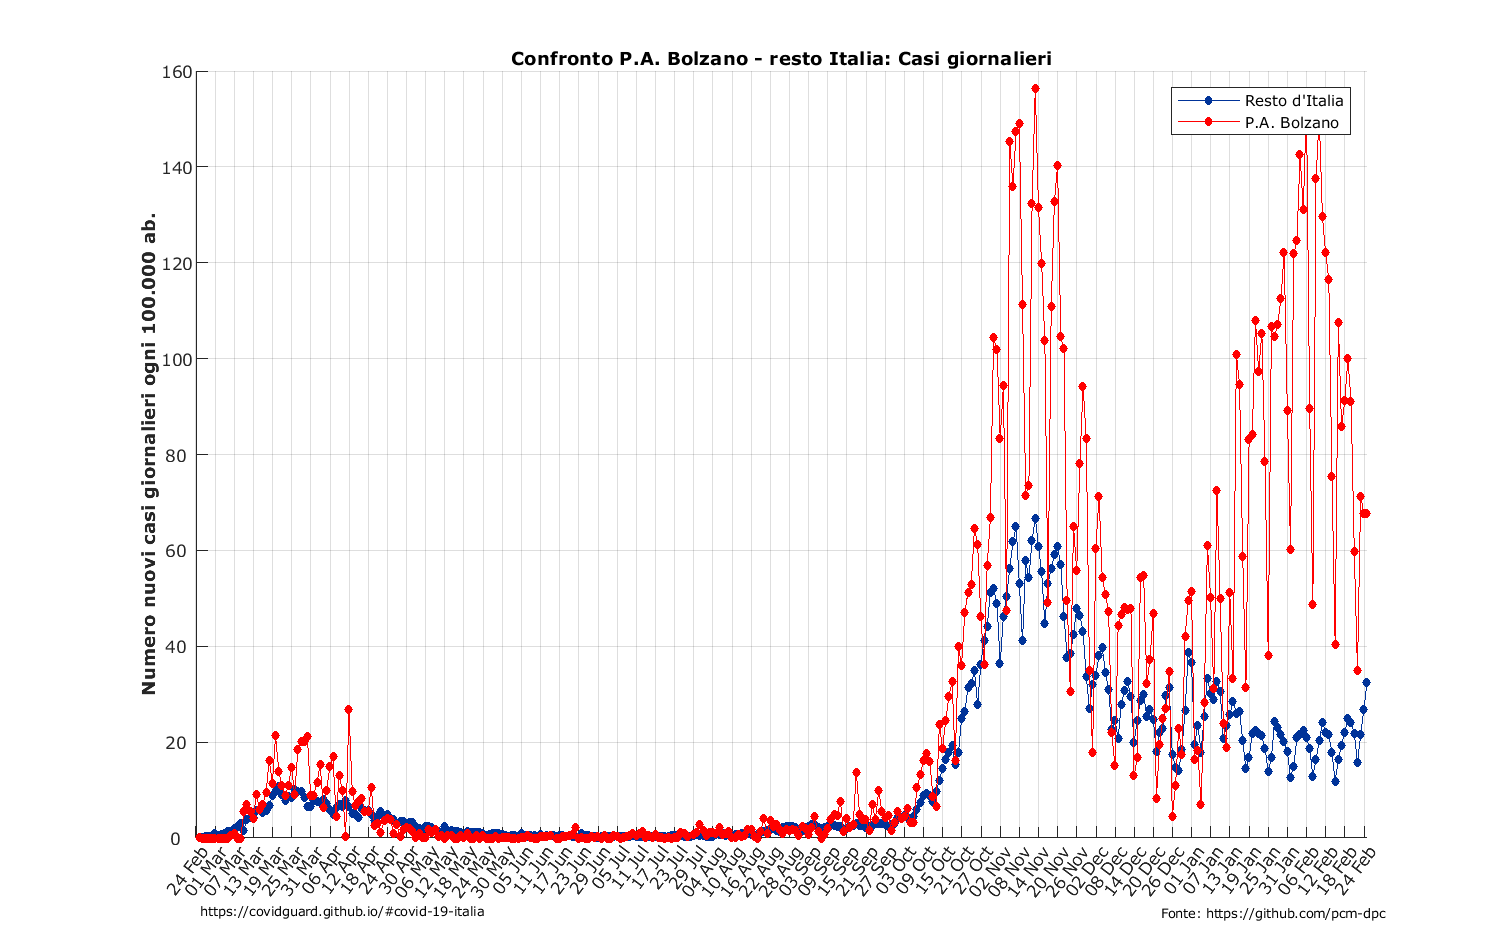 Confronto P.A. Bolzano - resto Italia: Casi giornalieri
Numero nuovi casi giornalieri ogni 100.000 ab.
160
140
120
100
80
60
40
20
0
Resto d'Italia
P.A. Bolzano
24 Feb
01 Mar
07 Mar
13 Mar
19 Mar
25 Mar
31 Mar
06 Apr
12 Apr
18 Apr
24 Apr
30 Apr
06 May
12 May
18 May
24 May
30 May
05 Jun
11 Jun
17 Jun
23 Jun
29 Jun
05 Jul
11 Jul
17 Jul
23 Jul
29 Jul
04 Aug
10 Aug
16 Aug
22 Aug
28 Aug
03 Sep
09 Sep
15 Sep
21 Sep
27 Sep
03 Oct
09 Oct
15 Oct
21 Oct
27 Oct
02 Nov
08 Nov
14 Nov
20 Nov
26 Nov
02 Dec
08 Dec
14 Dec
20 Dec
26 Dec
01 Jan
07 Jan
13 Jan
19 Jan
25 Jan
31 Jan
06 Feb
12 Feb
18 Feb
24 Feb
https://covidguard.github.io/#covid-19-italia
Fonte: https://github.com/pcm-dpc